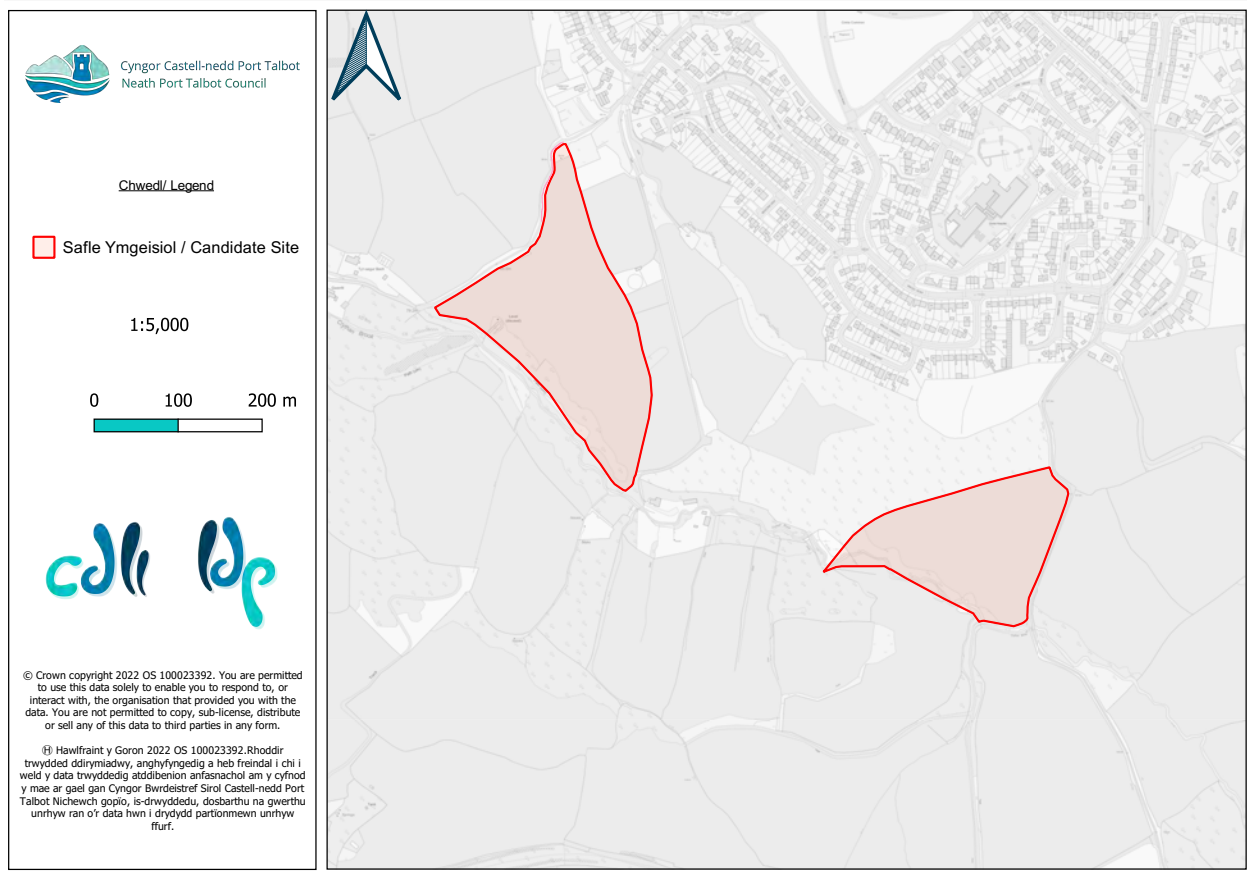 Cyngor Castell-nedd Port Talbot
Neath Port Talbot Council
Chwedl/ Legend
Safle Ymgeisiol / Candidate Site
1:5,000
0 100 200 m
cdll ldp
© Crown copyright 2022 OS 100023392. You are permitted
to use this data solely to enable you to respond to, or
interact with, the organisation that provided you with the
data. You are not permitted to copy, sub-license, distribute
or sell any of this data to third parties in any form.
Ⓗ Hawlfraint y Goron 2022 OS 100023392.Rhoddir
trwydded ddirymiadwy, anghyfyngedig a heb freindal i chi i
weld y data trwyddedig atddibenion anfasnachol am y cyfnod
y mae ar gael gan Cyngor Bwrdeistref Sirol Castell-nedd Port
Talbot Nichewch gopïo, is-drwyddedu, dosbarthu na gwerthu
unrhyw ran o'r data hwn i drydydd partïonmewn unrhyw
ffurf.